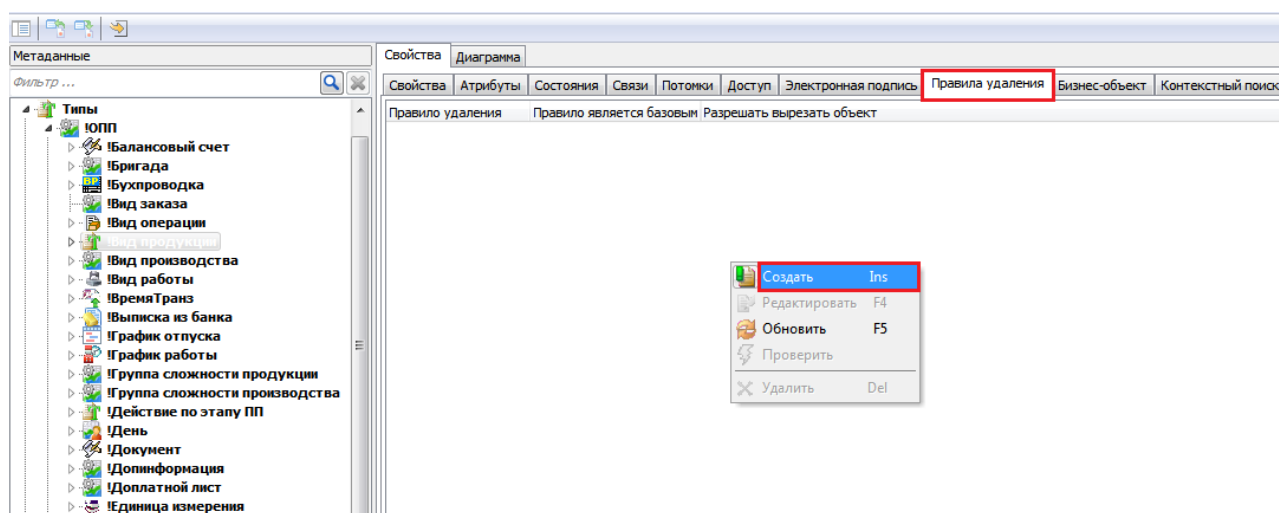 Метаданные
Свойства Диаграмма
Фильтр ...
Свойства Атрибуты Состояния Связи Потомки Доступ Электронная подпись Правила удаления Бизнес-объект Контекстный поиск
Правило удаления Правило является базовым Разрешать вырезать объект
Типы
!ОПП
!Балансовый счет
!Бригада
!Бухпроводка
!Вид заказа
!Вид операции
!Вид продукции
!Вид производства
!Вид работы
!ВремяТранз
!Выписка из банка
!График отпуска
!График работы
!Группа сложности продукции
!Группа сложности производства
!Действие по этапу ПП
!День
!Документ
!Допинформация
!Доплатной лист
!Единица измерения
Создать Ins
Редактировать F4
Обновить F5
Проверить
Удалить Del